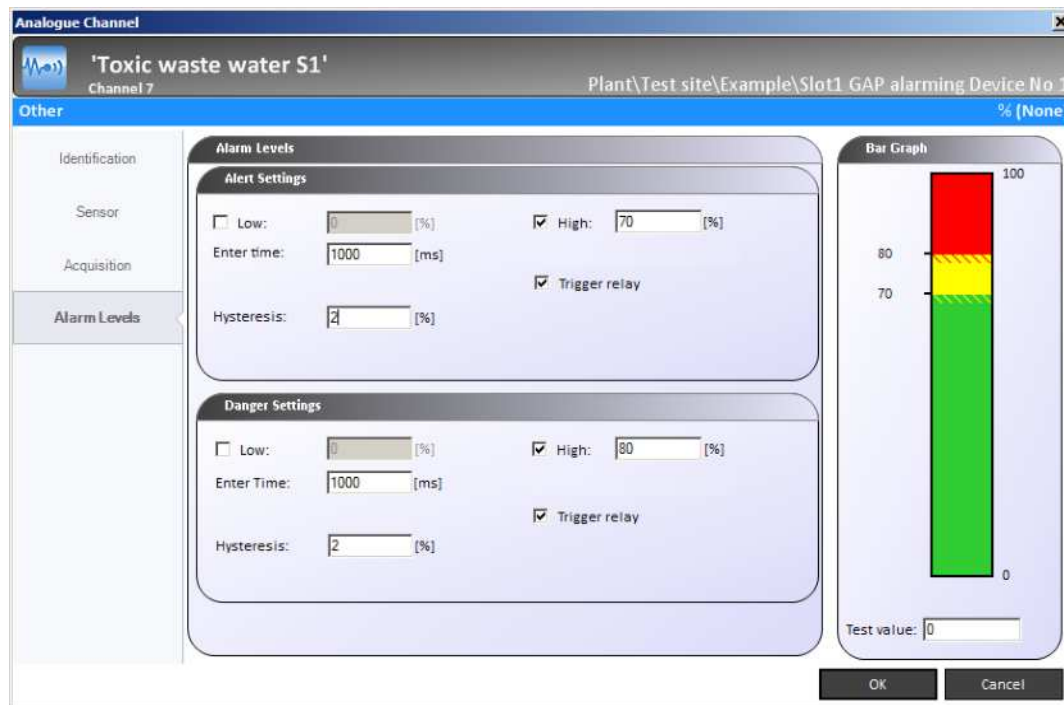 Analogue Channel
'Toxic waste water S1'
Channel 7
Plant\Test site\Example\Slot1 GAP alarming Device No 1
Other
% (None
Identification
Sensor
Acquisition
Alarm Levels
Alarm Levels
Alert Settings
Low: 0 [%] High: 70 [%]
Enter time: 1000 [ms]
Trigger relay
Hysteresis: 2 [%]
Danger Settings
Low: 0 [%] High: 80 [%]
Enter Time: 1000 [ms]
Trigger relay
Hysteresis: 2 [%]
Bar Graph
100
80
70
0
Test value: 0
OK Cancel